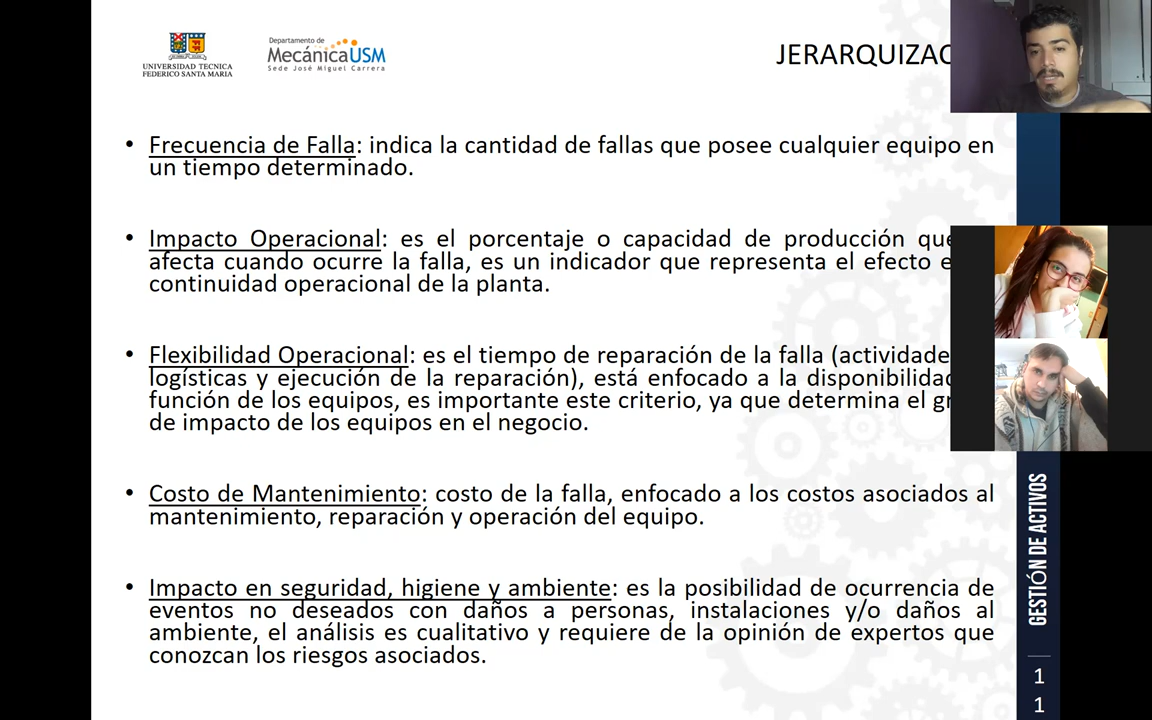 UNIVERSIDAD TECNICA
FEDERICO SANTA MARIA
Departamento de
MecánicaUSM
Sede José Miguel Carrera
JERARQUIZAC
• Frecuencia de Falla: indica la cantidad de fallas que posee cualquier equipo en
un tiempo determinado.
• Impacto Operacional: es el porcentaje o capacidad de producción que
afecta cuando ocurre la falla, es un indicador que representa el efecto e
continuidad operacional de la planta.
• Flexibilidad Operacional: es el tiempo de reparación de la falla (actividade
logísticas y ejecución de la reparación), está enfocado a la disponibilidad
función de los equipos, es importante este criterio, ya que determina el gr
de impacto de los equipos en el negocio.
• Costo de Mantenimiento: costo de la falla, enfocado a los costos asociados al
mantenimiento, reparación y operación del equipo.
• Impacto en seguridad, higiene y ambiente: es la posibilidad de ocurrencia de
eventos no deseados con daños a personas, instalaciones y/o daños al
ambiente, el análisis es cualitativo y requiere de la opinión de expertos que
conozcan los riesgos asociados.
GESTIÓN DE ACTIVOS
1
1